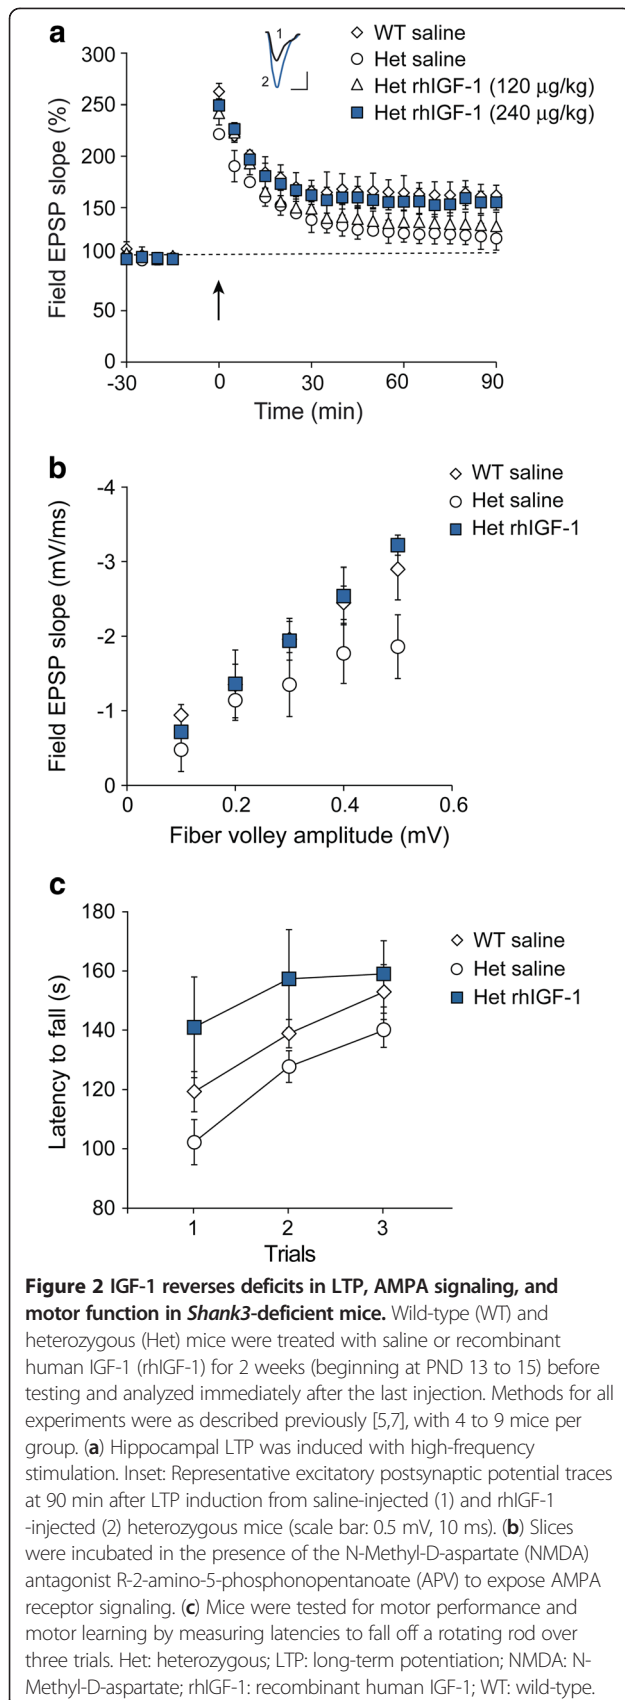 a
WT saline
Het saline
Het rhIGF-1 (120 µg/kg)
Het rhIGF-1 (240 µg/kg)
1
2
Field EPSP slope (%)
300
250
200
150
100
50
0
-30
0
30
60
90
Time (min)
b
WT saline
Het saline
Het rhIGF-1
Field EPSP slope (mV/ms)
-4
-3
-2
-1
0
0
0.2
0.4
0.6
Fiber volley amplitude (mV)
c
WT saline
Het saline
Het rhIGF-1
Latency to fall (s)
180
160
140
120
100
80
1
2
3
Trials
Figure 2 IGF-1 reverses deficits in LTP, AMPA signaling, and
motor function in Shank3-deficient mice. Wild-type (WT) and
heterozygous (Het) mice were treated with saline or recombinant
human IGF-1 (rhIGF-1) for 2 weeks (beginning at PND 13 to 15) before
testing and analyzed immediately after the last injection. Methods for all
experiments were as described previously [5,7], with 4 to 9 mice per
group. (a) Hippocampal LTP was induced with high-frequency
stimulation. Inset: Representative excitatory postsynaptic potential traces
at 90 min after LTP induction from saline-injected (1) and rhIGF-1
-injected (2) heterozygous mice (scale bar: 0.5 mV, 10 ms). (b) Slices
were incubated in the presence of the N-Methyl-D-aspartate (NMDA)
antagonist R-2-amino-5-phosphonopentanoate (APV) to expose AMPA
receptor signaling. (c) Mice were tested for motor performance and
motor learning by measuring latencies to fall off a rotating rod over
three trials. Het: heterozygous; LTP: long-term potentiation; NMDA: N-
Methyl-D-aspartate; rhIGF-1: recombinant human IGF-1; WT: wild-type.